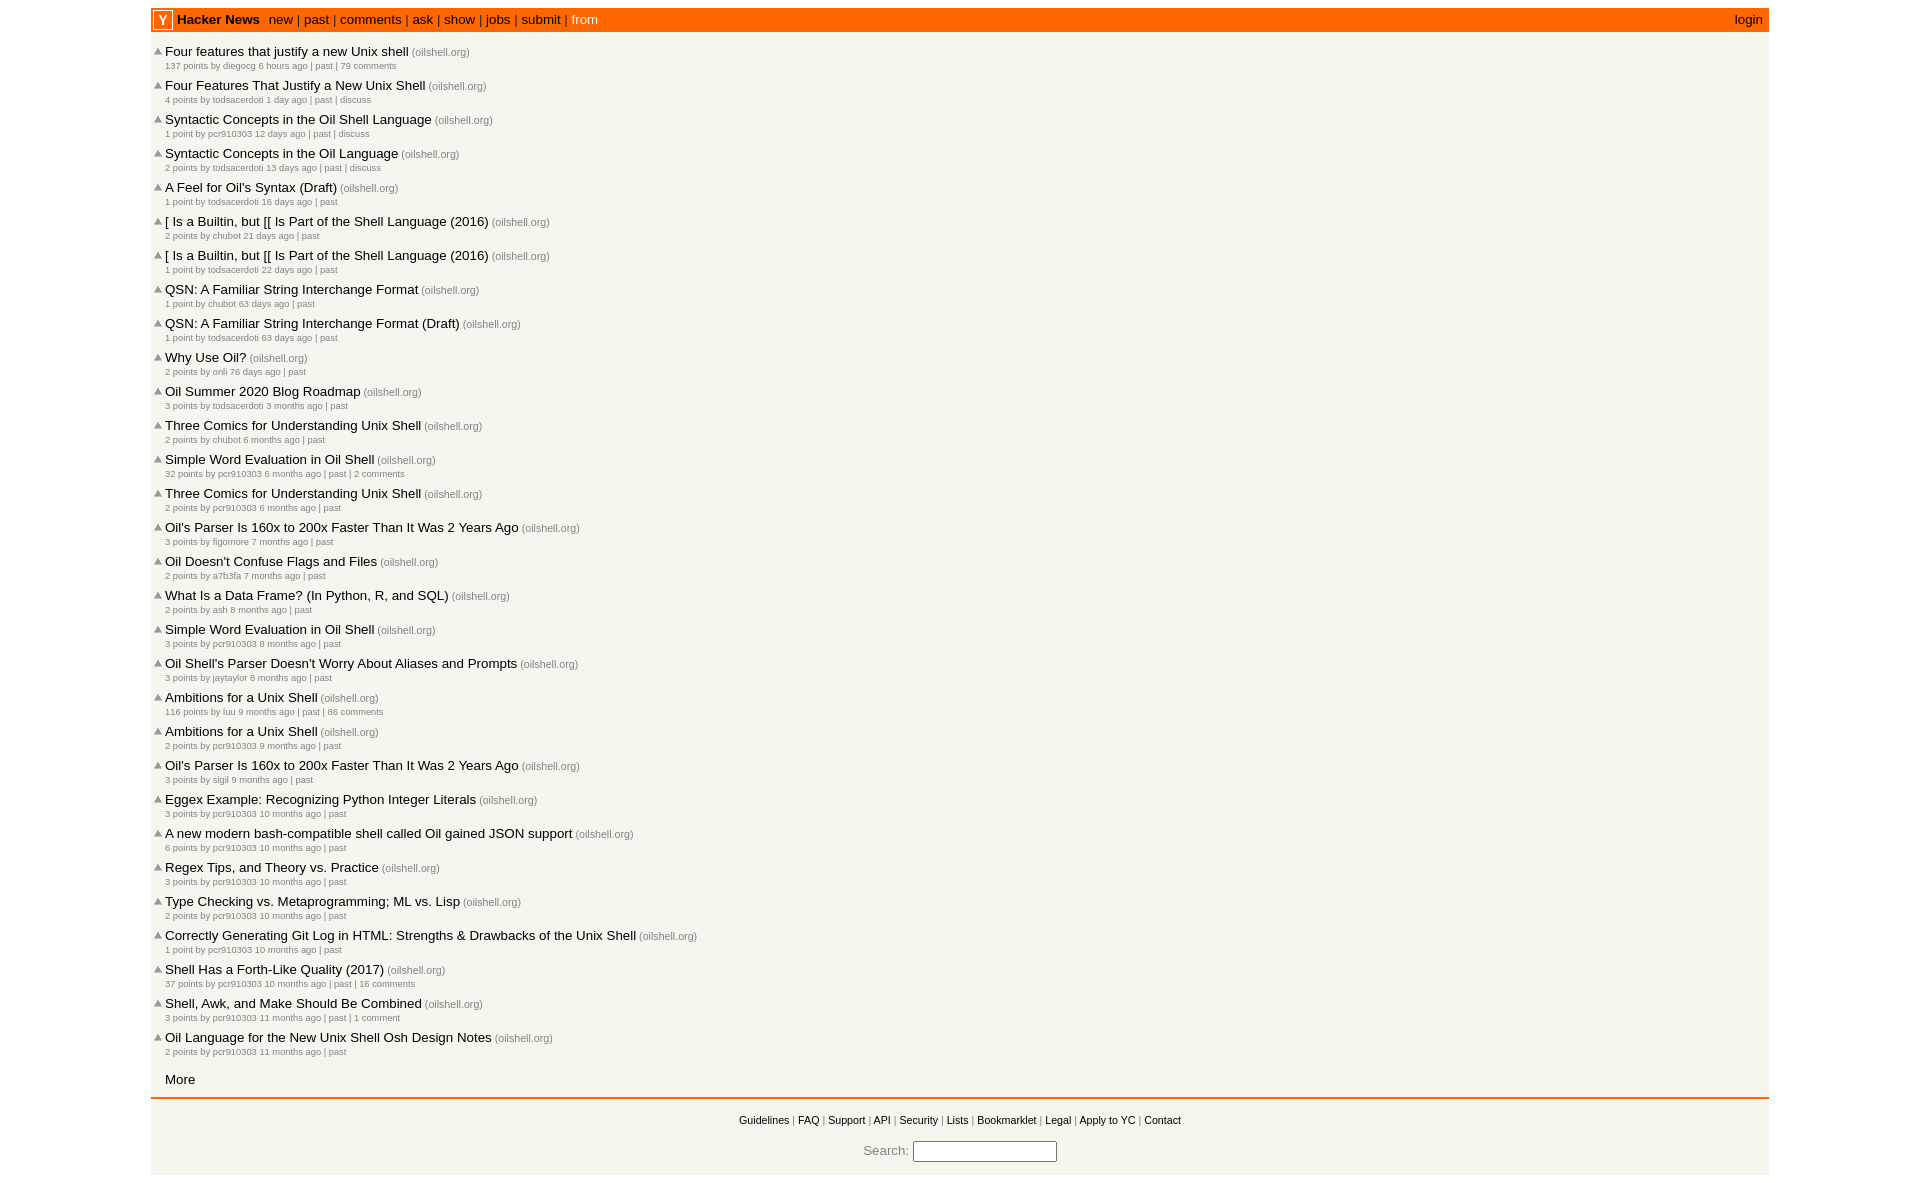 Y Hacker News new | past | comments | ask | show | jobs | submit | from login
Four features that justify a new Unix shell (oilshell.org)
137 points by diegocg 6 hours ago | past | 79 comments
Four Features That Justify a New Unix Shell (oilshell.org)
4 points by todsacerdoti 1 day ago | past | discuss
Syntactic Concepts in the Oil Shell Language (oilshell.org)
1 point by pcr910303 12 days ago | past | discuss
Syntactic Concepts in the Oil Language (oilshell.org)
2 points by todsacerdoti 13 days ago | past | discuss
A Feel for Oil's Syntax (Draft) (oilshell.org)
1 point by todsacerdoti 16 days ago | past
[ Is a Builtin, but [[ Is Part of the Shell Language (2016) (oilshell.org)
2 points by chubot 21 days ago | past
[ Is a Builtin, but [[ Is Part of the Shell Language (2016) (oilshell.org)
1 point by todsacerdoti 22 days ago | past
QSN: A Familiar String Interchange Format (oilshell.org)
1 point by chubot 63 days ago | past
QSN: A Familiar String Interchange Format (Draft) (oilshell.org)
1 point by todsacerdoti 63 days ago | past
Why Use Oil? (oilshell.org)
2 points by onli 76 days ago | past
Oil Summer 2020 Blog Roadmap (oilshell.org)
3 points by todsacerdoti 3 months ago | past
Three Comics for Understanding Unix Shell (oilshell.org)
2 points by chubot 6 months ago | past
Simple Word Evaluation in Oil Shell (oilshell.org)
32 points by pcr910303 6 months ago | past | 2 comments
Three Comics for Understanding Unix Shell (oilshell.org)
2 points by pcr910303 6 months ago | past
Oil's Parser Is 160x to 200x Faster Than It Was 2 Years Ago (oilshell.org)
3 points by figomore 7 months ago | past
Oil Doesn't Confuse Flags and Files (oilshell.org)
2 points by a7b3fa 7 months ago | past
What Is a Data Frame? (In Python, R, and SQL) (oilshell.org)
2 points by ash 8 months ago | past
Simple Word Evaluation in Oil Shell (oilshell.org)
3 points by pcr910303 8 months ago | past
Oil Shell's Parser Doesn't Worry About Aliases and Prompts (oilshell.org)
3 points by jaytaylor 8 months ago | past
Ambitions for a Unix Shell (oilshell.org)
116 points by luu 9 months ago | past | 86 comments
Ambitions for a Unix Shell (oilshell.org)
2 points by pcr910303 9 months ago | past
Oil's Parser Is 160x to 200x Faster Than It Was 2 Years Ago (oilshell.org)
3 points by sigil 9 months ago | past
Eggex Example: Recognizing Python Integer Literals (oilshell.org)
3 points by pcr910303 10 months ago | past
A new modern bash-compatible shell called Oil gained JSON support (oilshell.org)
6 points by pcr910303 10 months ago | past
Regex Tips, and Theory vs. Practice (oilshell.org)
3 points by pcr910303 10 months ago | past
Type Checking vs. Metaprogramming; ML vs. Lisp (oilshell.org)
2 points by pcr910303 10 months ago | past
Correctly Generating Git Log in HTML: Strengths & Drawbacks of the Unix Shell (oilshell.org)
1 point by pcr910303 10 months ago | past
Shell Has a Forth-Like Quality (2017) (oilshell.org)
37 points by pcr910303 10 months ago | past | 16 comments
Shell, Awk, and Make Should Be Combined (oilshell.org)
3 points by pcr910303 11 months ago | past | 1 comment
Oil Language for the New Unix Shell Osh Design Notes (oilshell.org)
2 points by pcr910303 11 months ago | past
More
Guidelines | FAQ | Support | API | Security | Lists | Bookmarklet | Legal | Apply to YC | Contact
Search: